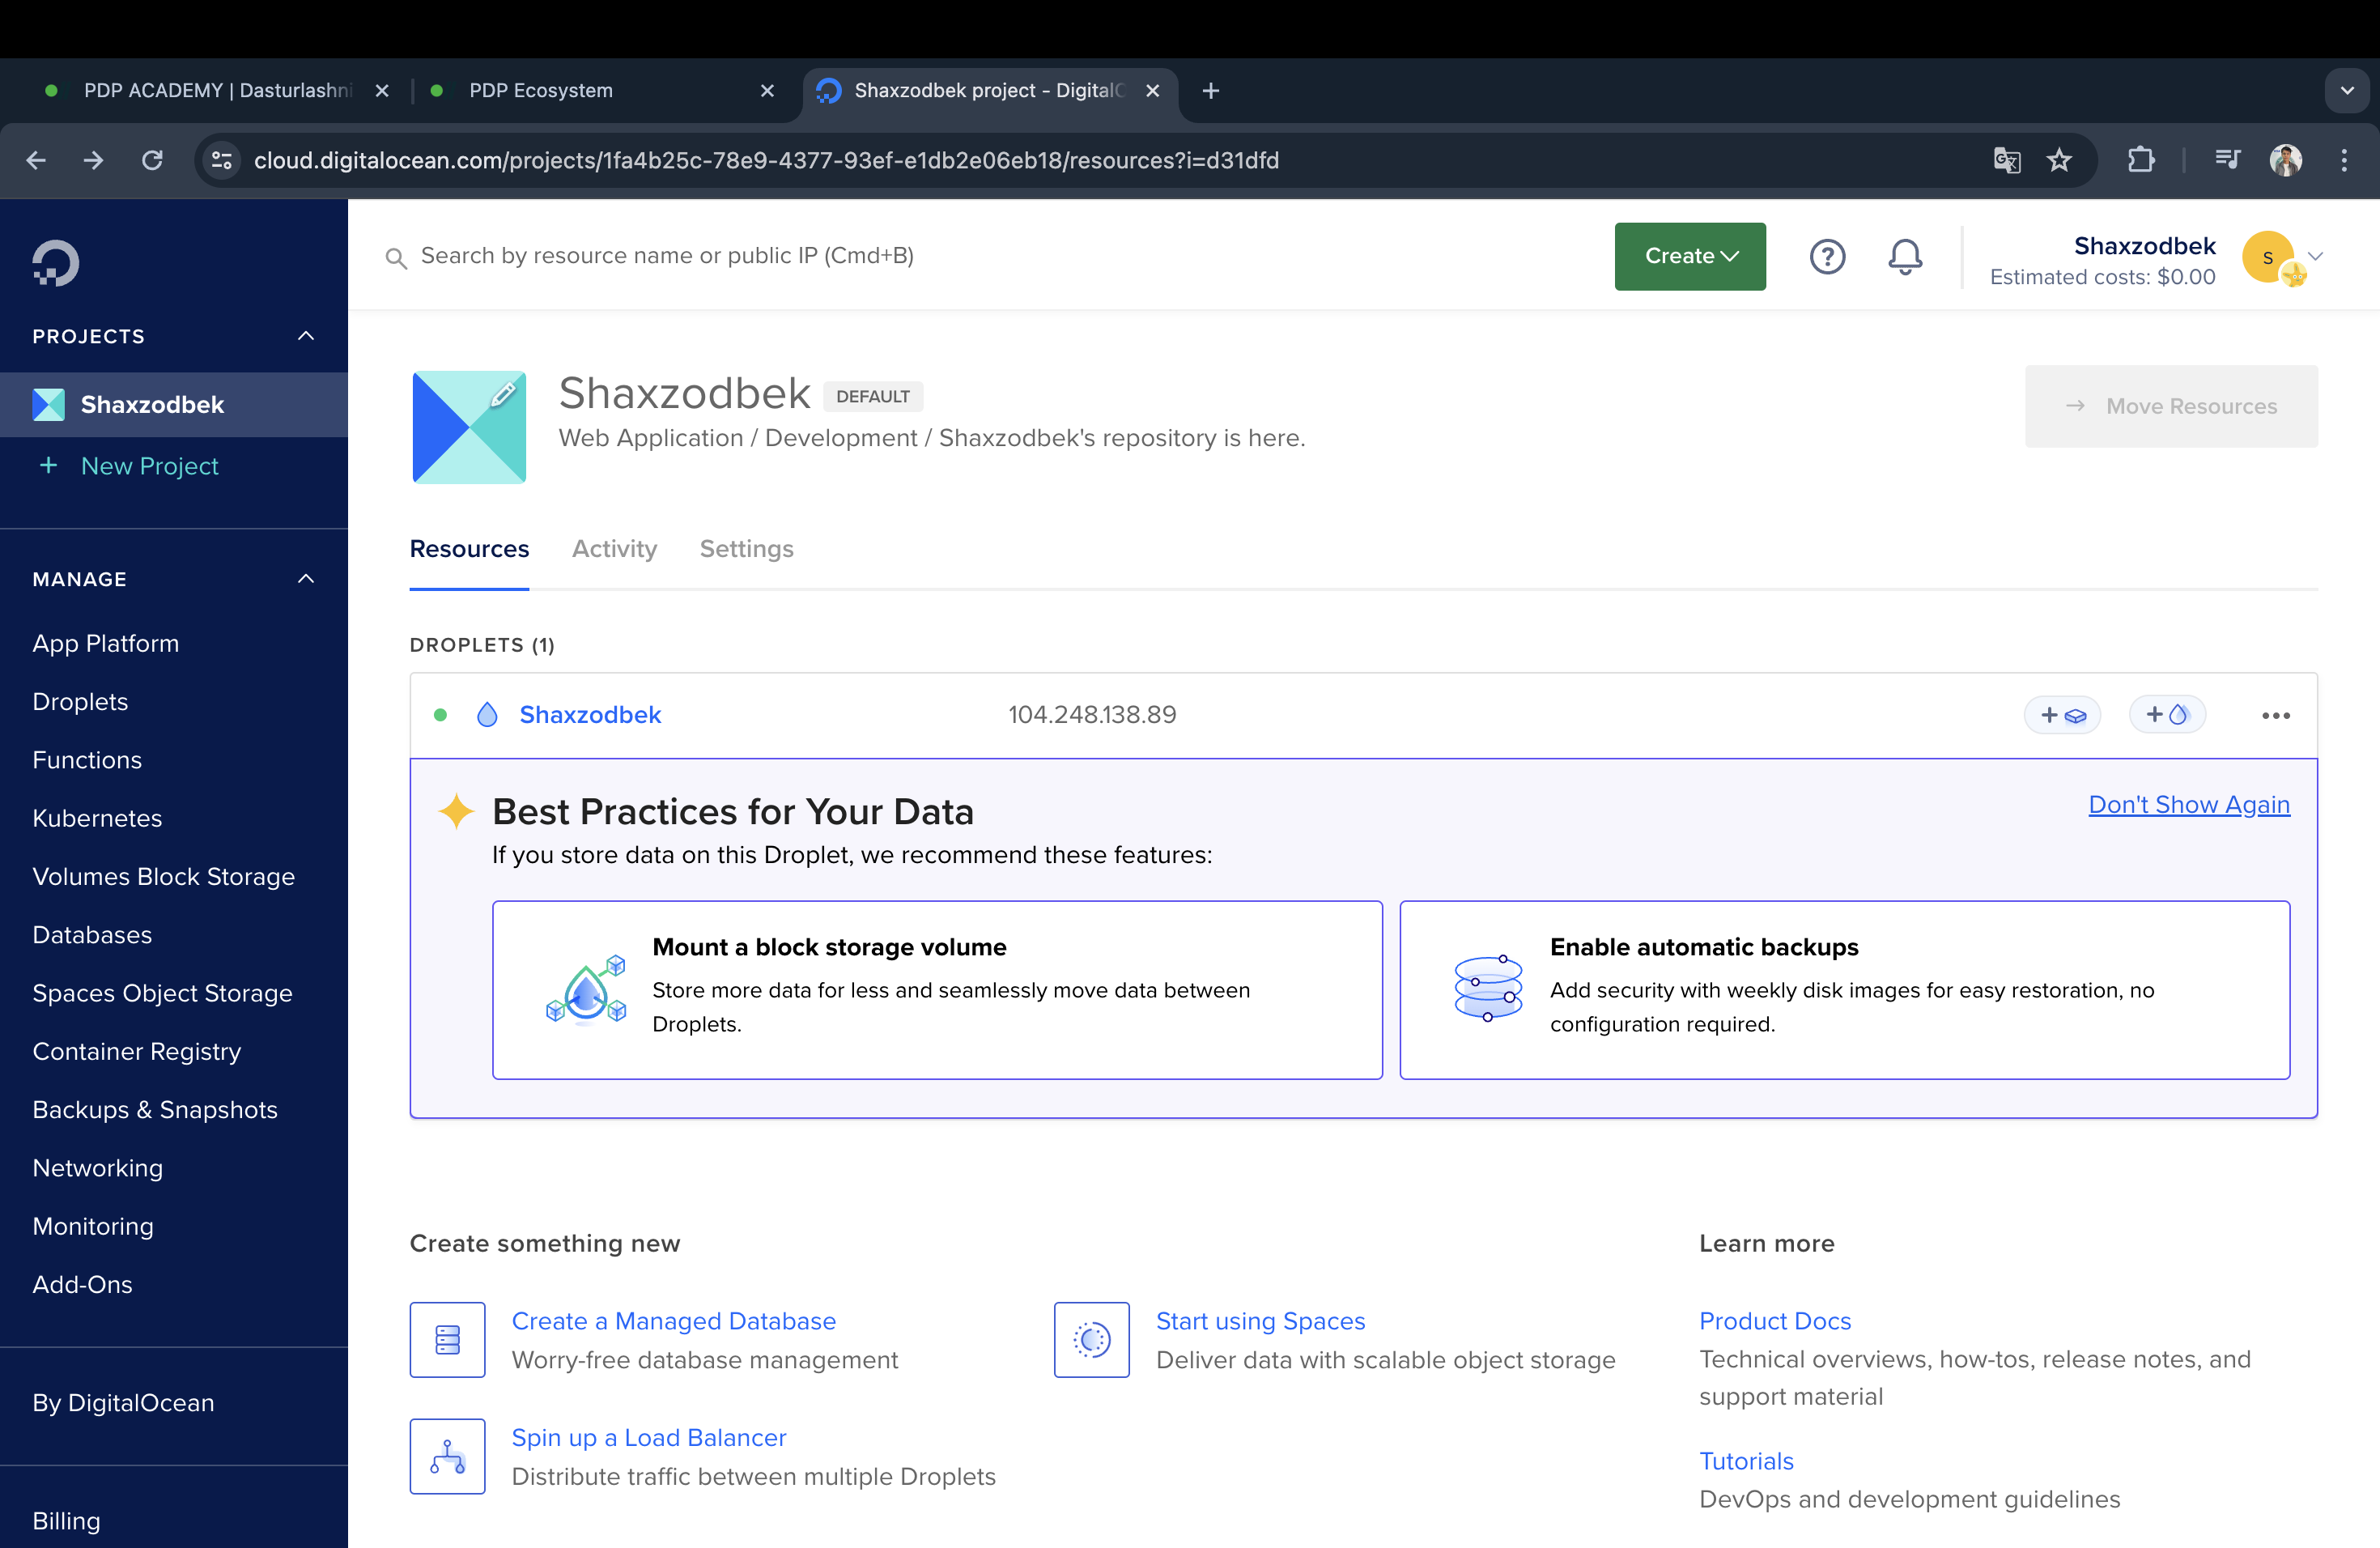 PDP ACADEMY | Dasturlashni
PDP Ecosystem
Shaxzodbek project - DigitalO
cloud.digitalocean.com/projects/1fa4b25c-78e9-4377-93ef-e1db2e06eb18/resources?i=d31dfd
PROJECTS
Shaxzodbek
+ New Project
MANAGE
App Platform
Droplets
Functions
Kubernetes
Volumes Block Storage
Databases
Spaces Object Storage
Container Registry
Backups & Snapshots
Networking
Monitoring
Add-Ons
By DigitalOcean
Billing
Search by resource name or public IP (Cmd+B)
Create
Shaxzodbek
Estimated costs: $0.00
S
Shaxzodbek DEFAULT
Web Application / Development / Shaxzodbek's repository is here.
→ Move Resources
Resources Activity Settings
DROPLETS (1)
Shaxzodbek 104.248.138.89
Best Practices for Your Data
Don't Show Again
If you store data on this Droplet, we recommend these features:
Mount a block storage volume
Store more data for less and seamlessly move data between
Droplets.
Enable automatic backups
Add security with weekly disk images for easy restoration, no
configuration required.
Create something new
Create a Managed Database
Worry-free database management
Start using Spaces
Deliver data with scalable object storage
Spin up a Load Balancer
Distribute traffic between multiple Droplets
Learn more
Product Docs
Technical overviews, how-tos, release notes, and
support material
Tutorials
DevOps and development guidelines